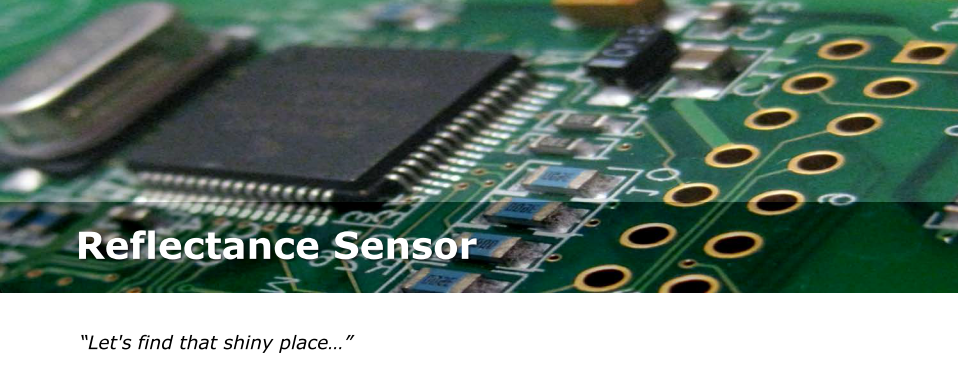 Reflectance Sensor
“Let's find that shiny place…”